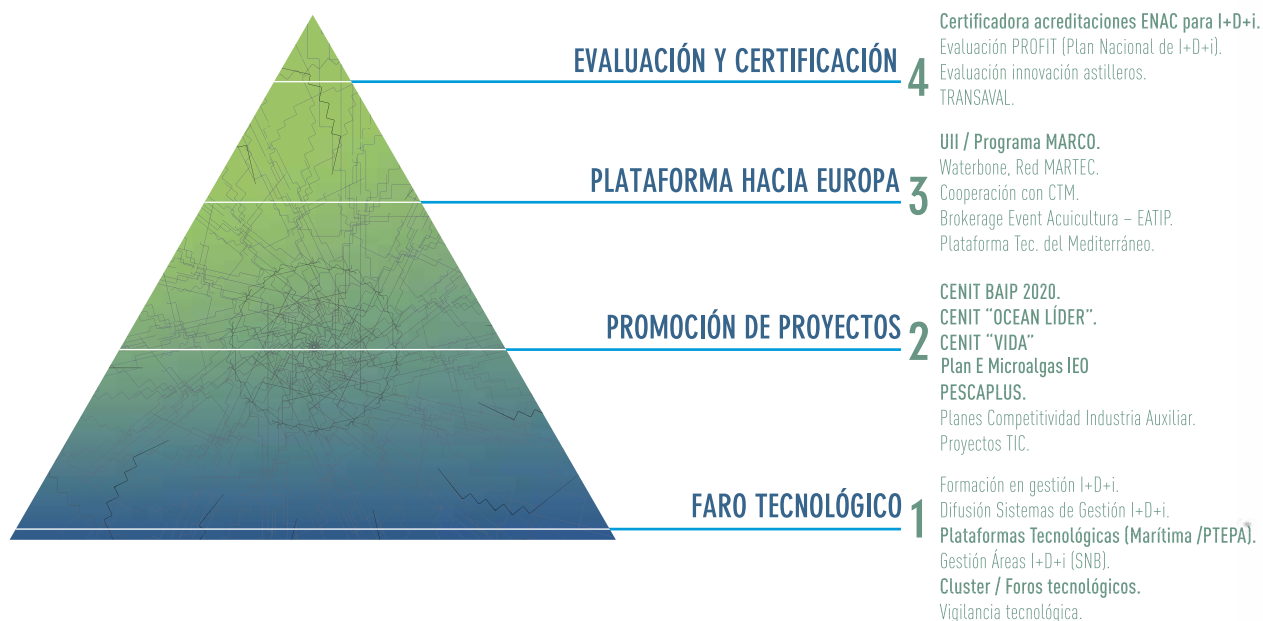 EVALUACIÓN Y CERTIFICACIÓN
4
Certificadora acreditaciones ENAC para I+D+i.
Evaluación PROFIT (Plan Nacional de I+D+i).
Evaluación innovación astilleros.
TRANSAVAL.
PLATAFORMA HACIA EUROPA
3
UII / Programa MARCO.
Waterbone, Red MARTEC.
Cooperación con CTM.
Brokerage Event Acuicultura – EATIP.
Plataforma Tec. del Mediterráneo.
PROMOCIÓN DE PROYECTOS
2
CENIT BAIP 2020.
CENIT “OCEAN LÍDER”.
CENIT “VIDA”
Plan E Microalgas IEO
PESCAPLUS.
Planes Competitividad Industria Auxiliar.
Proyectos TIC.
FARO TECNOLÓGICO
1
Formación en gestión I+D+i.
Difusión Sistemas de Gestión I+D+i.
Plataformas Tecnológicas (Marítima /PTEPA).
Gestión Áreas I+D+i (SNB).
Cluster / Foros tecnológicos.
Vigilancia tecnológica.